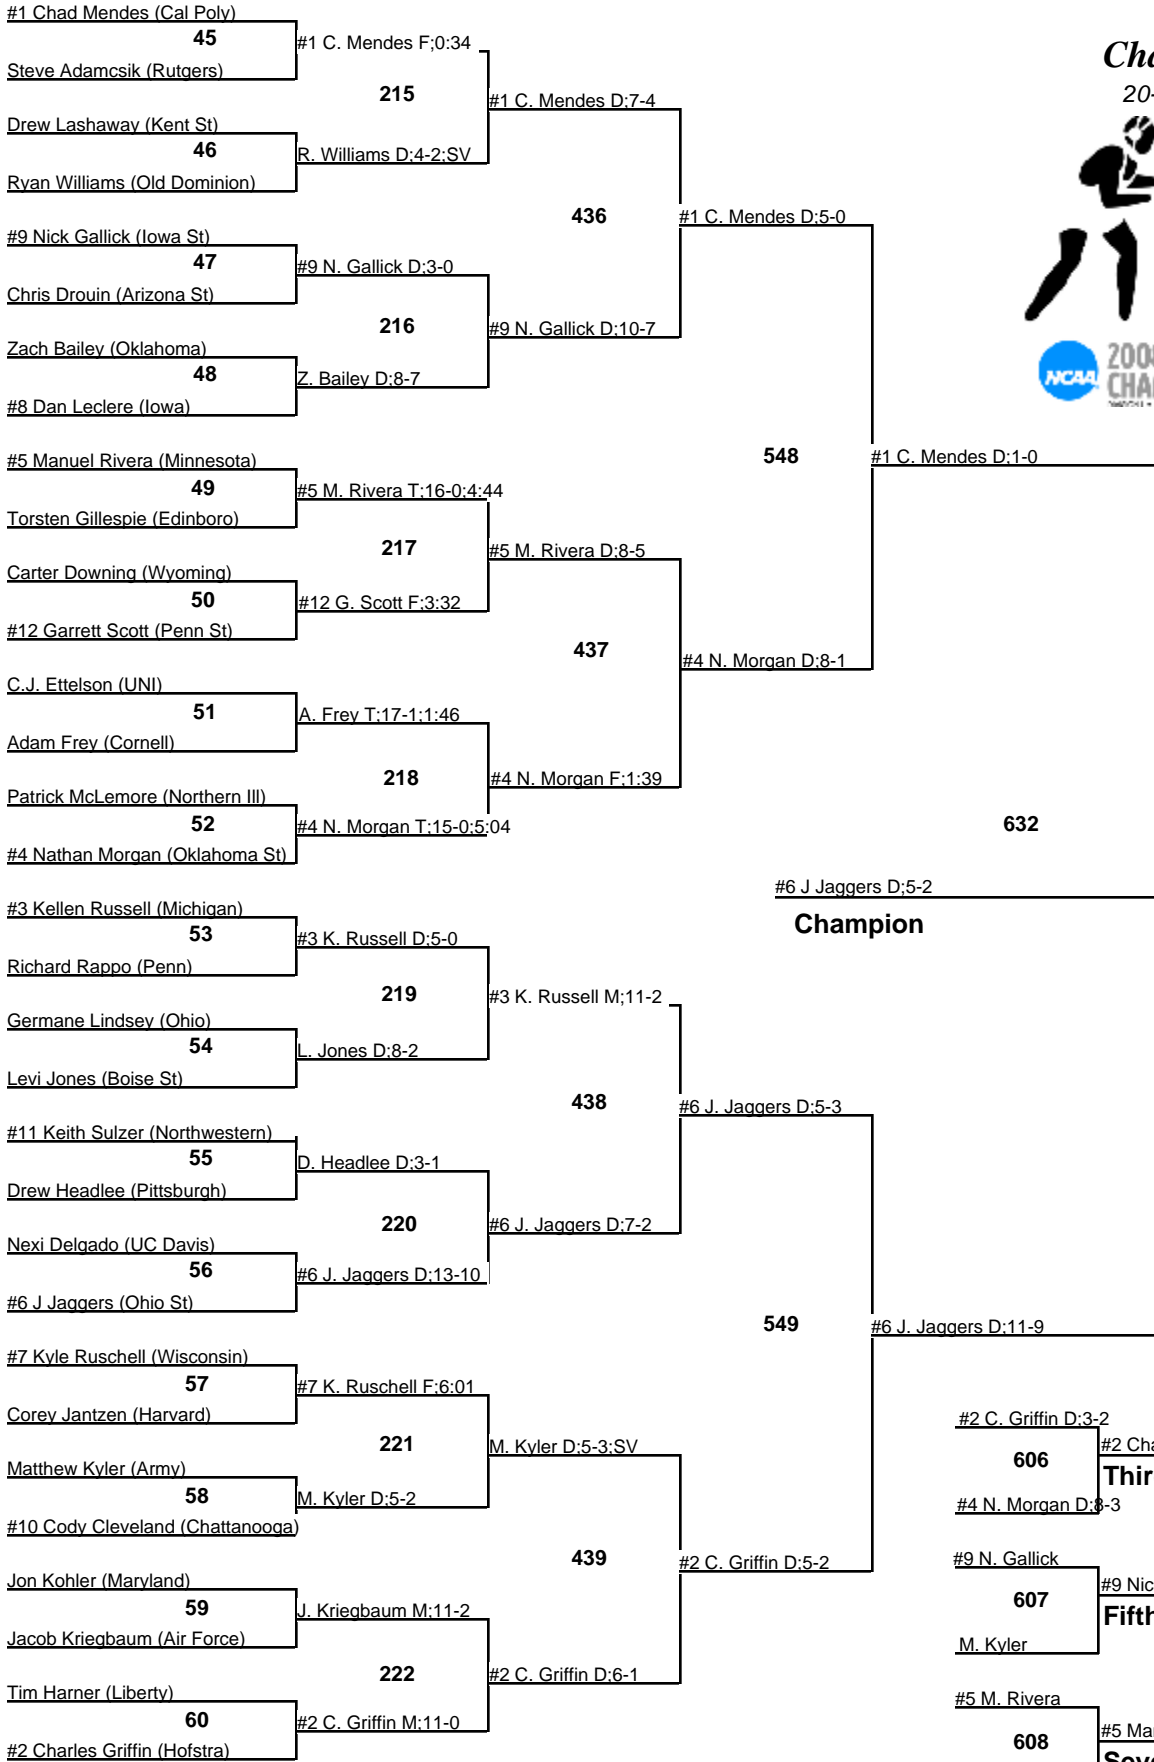 #1 Chad Mendes (Cal Poly)
45
#1 C. Mendes F;0:34
Steve Adamcsik (Rutgers)
215
#1 C. Mendes D;7-4
Drew Lashaway (Kent St)
46
R. Williams D;4-2;SV
Ryan Williams (Old Dominion)
436
#1 C. Mendes D;5-0
#9 Nick Gallick (Iowa St)
47
#9 N. Gallick D;3-0
Chris Drouin (Arizona St)
216
#9 N. Gallick D;10-7
Zach Bailey (Oklahoma)
48
Z. Bailey D;8-7
#8 Dan Leclere (Iowa)
548
#1 C. Mendes D;1-0
#5 Manuel Rivera (Minnesota)
49
#5 M. Rivera T;16-0;4:44
Torsten Gillespie (Edinboro)
217
#5 M. Rivera D;8-5
Carter Downing (Wyoming)
50
#12 G. Scott F;3:32
#12 Garrett Scott (Penn St)
437
#4 N. Morgan D;8-1
C.J. Ettelson (UNI)
51
A. Frey T;17-1;1:46
Adam Frey (Cornell)
218
#4 N. Morgan F;1:39
Patrick McLemore (Northern Ill)
52
#4 N. Morgan T;15-0;5:04
#4 Nathan Morgan (Oklahoma St)
632
#6 J Jaggers D;5-2
Champion
#3 Kellen Russell (Michigan)
53
#3 K. Russell D;5-0
Richard Rappo (Penn)
219
#3 K. Russell M;11-2
Germane Lindsey (Ohio)
54
L. Jones D;8-2
Levi Jones (Boise St)
438
#6 J. Jaggers D;5-3
#11 Keith Sulzer (Northwestern)
55
D. Headlee D;3-1
Drew Headlee (Pittsburgh)
220
#6 J. Jaggers D;7-2
Nexi Delgado (UC Davis)
56
#6 J. Jaggers D;13-10
#6 J Jaggers (Ohio St)
549
#6 J. Jaggers D;11-9
#7 Kyle Ruschell (Wisconsin)
57
#7 K. Ruschell F;6:01
Corey Jantzen (Harvard)
221
M. Kyler D;5-3;SV
Matthew Kyler (Army)
58
M. Kyler D;5-2
#10 Cody Cleveland (Chattanooga)
439
#2 C. Griffin D;5-2
Jon Kohler (Maryland)
59
J. Kriegbaum M;11-2
Jacob Kriegbaum (Air Force)
222
#2 C. Griffin D;6-1
Tim Harner (Liberty)
60
#2 C. Griffin M;11-0
#2 Charles Griffin (Hofstra)
Cha
20-
NCAA
2008
CHA
#2 C. Griffin D;3-2
606
#2 Cha
Thir
#4 N. Morgan D;8-3
#9 N. Gallick
607
#9 Nic
Fifth
M. Kyler
#5 M. Rivera
608
#5 Mar
Seve